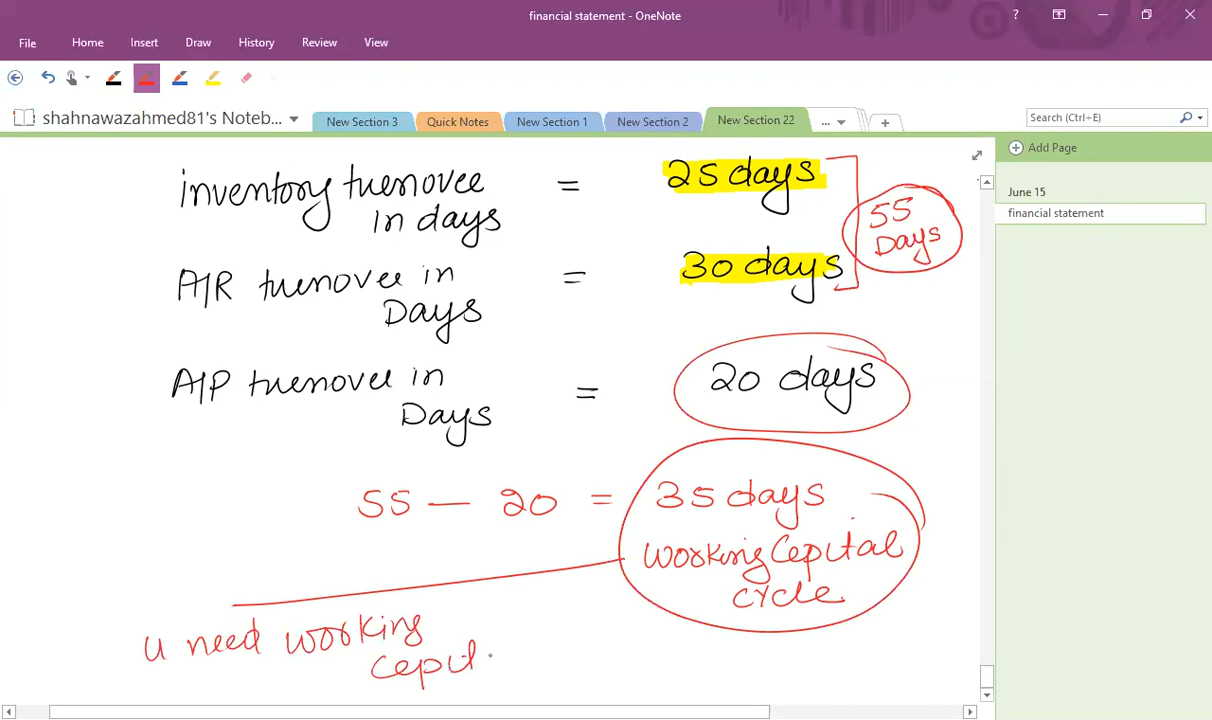 financial statement - OneNote
?
File Home Insert Draw History Review View
shahnawazahmed81's Noteb...
New Section 3 Quick Notes New Section 1 New Section 2 New Section 22 ... +
Search (Ctrl+E)
Add Page
June 15
financial statement
inventory turnover in days = 25 days
55 Days
A/R turnover in Days = 30 days
A/P turnover in Days = 20 days
55 — 20 = 35 days
working Cepital
cycle
u need working